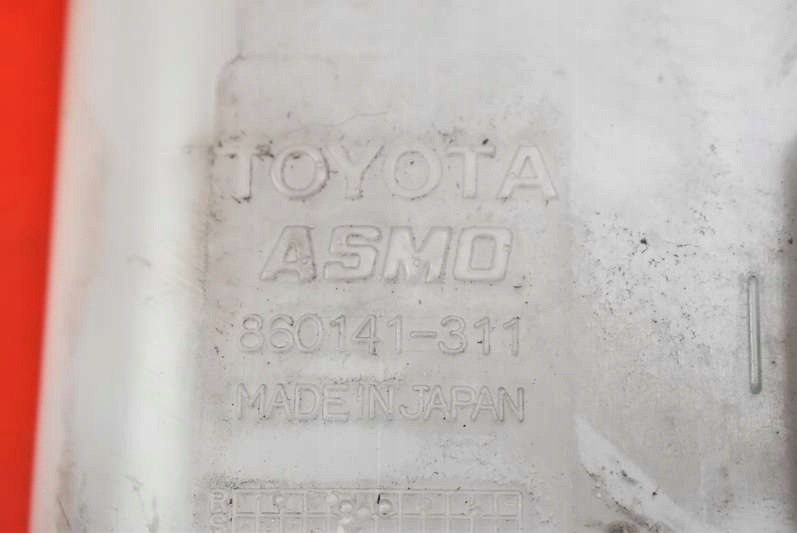 TOYOTA
ASMO
860141-311
MADE IN JAPAN